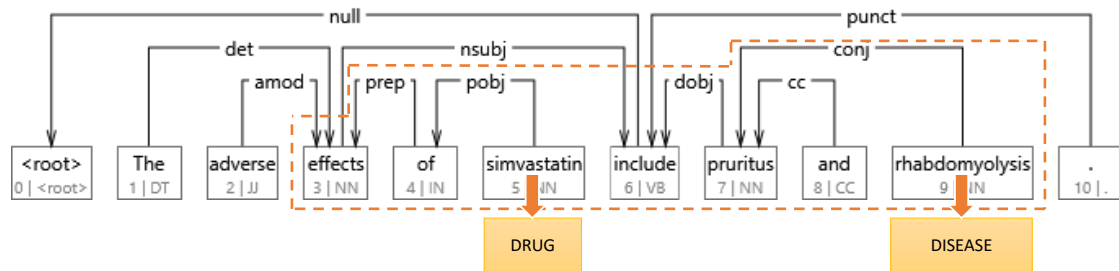 null punct
det nsubj conj
amod prep pobj dobj cc
<root> The adverse effects of simvastatin include pruritus and rhabdomyolysis .
0 | <root> 1 | DT 2 | JJ 3 | NN 4 | IN 5 | NN 6 | VB 7 | NN 8 | CC 9 | NN 10 | .
DRUG DISEASE